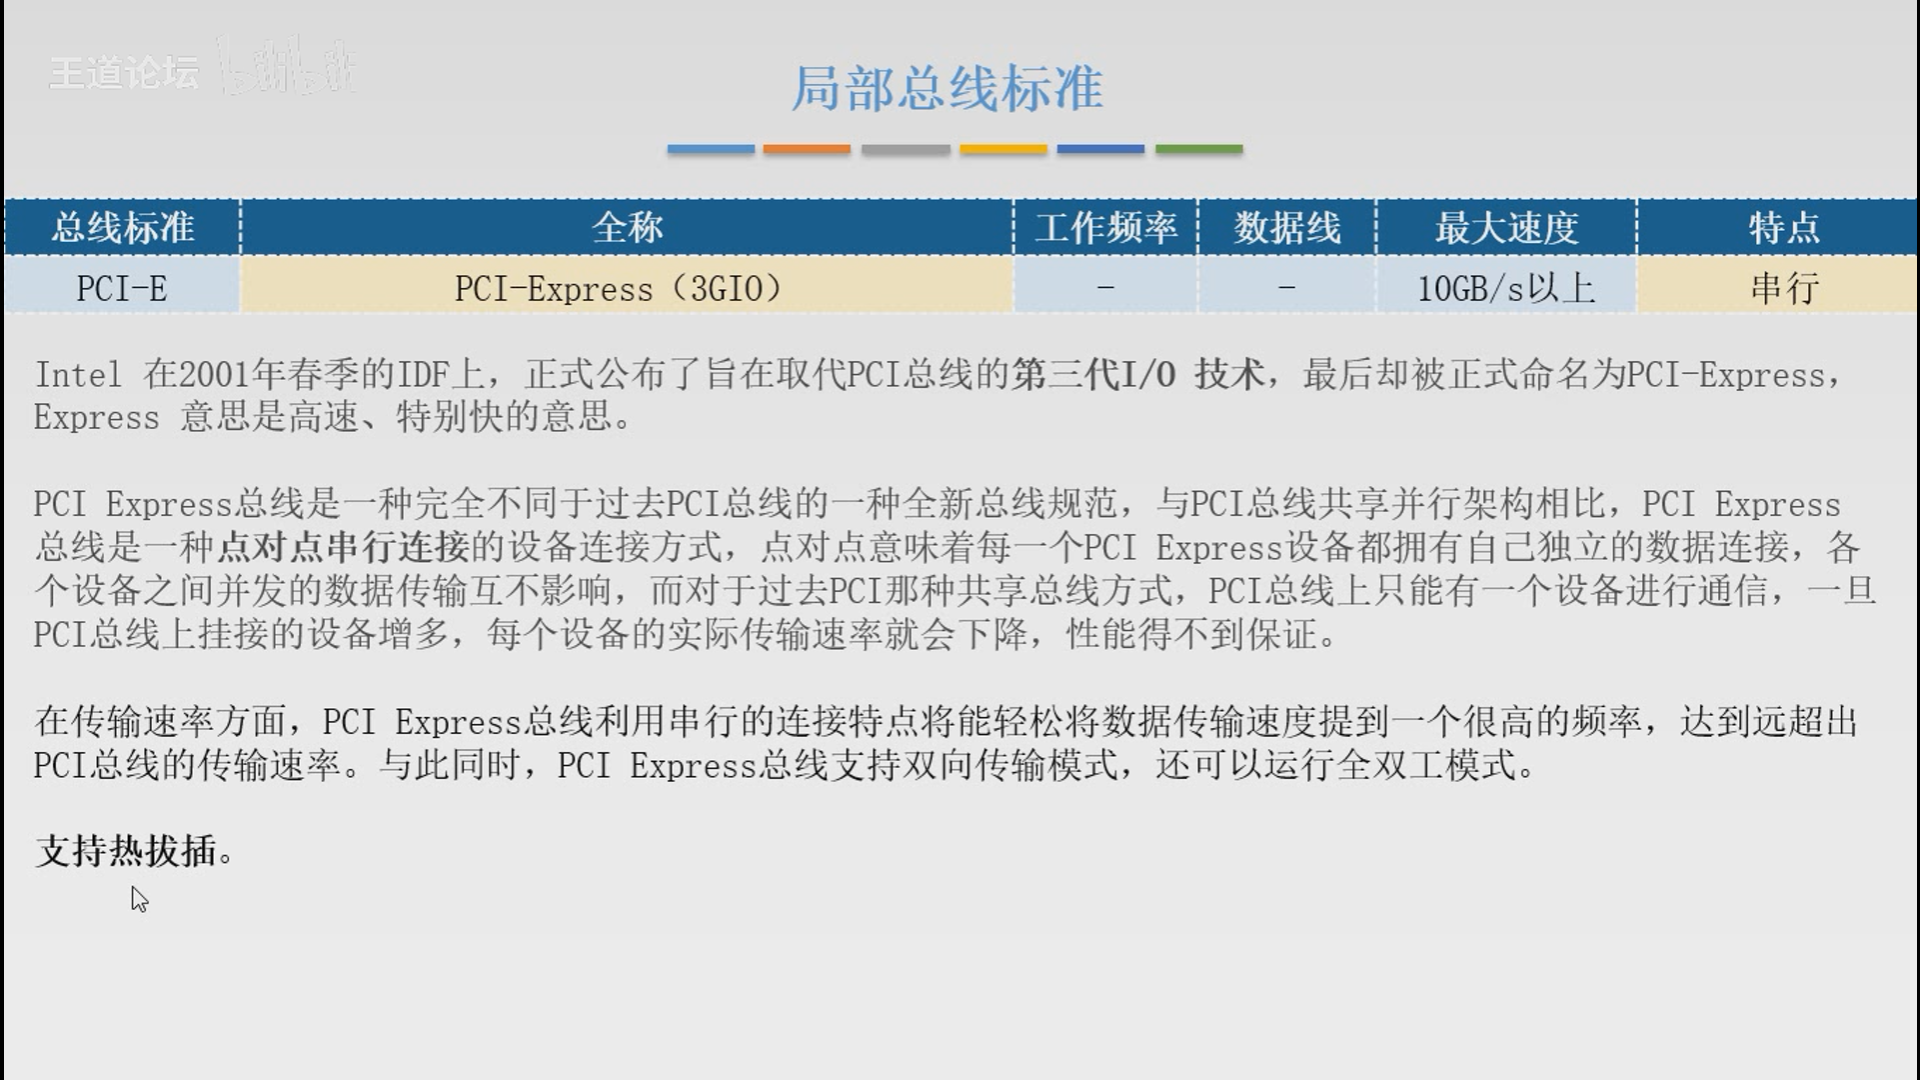 王道论坛 bilibili
局部总线标准
总线标准 全称 工作频率 数据线 最大速度 特点
PCI-E PCI-Express（3GIO） - - 10GB/s以上 串行
Intel 在2001年春季的IDF上，正式公布了旨在取代PCI总线的第三代I/O 技术，最后却被正式命名为PCI-Express，
Express 意思是高速、特别快的意思。
PCI Express总线是一种完全不同于过去PCI总线的一种全新总线规范，与PCI总线共享并行架构相比，PCI Express
总线是一种点对点串行连接的设备连接方式，点对点意味着每一个PCI Express设备都拥有自己独立的数据连接，各
个设备之间并发的数据传输互不影响，而对于过去PCI那种共享总线方式，PCI总线上只能有一个设备进行通信，一旦
PCI总线上挂接的设备增多，每个设备的实际传输速率就会下降，性能得不到保证。
在传输速率方面，PCI Express总线利用串行的连接特点将能轻松将数据传输速度提到一个很高的频率，达到远超出
PCI总线的传输速率。与此同时，PCI Express总线支持双向传输模式，还可以运行全双工模式。
支持热拔插。